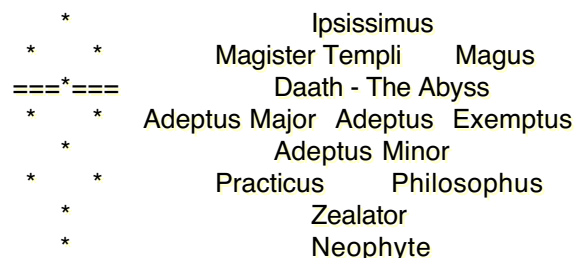 * Ipsissimus
* * Magister Templi Magus
===*=== Daath - The Abyss
* * Adeptus Major Adeptus Exemptus
* Adeptus Minor
* * Practicus Philosophus
* Zealator
* Neophyte